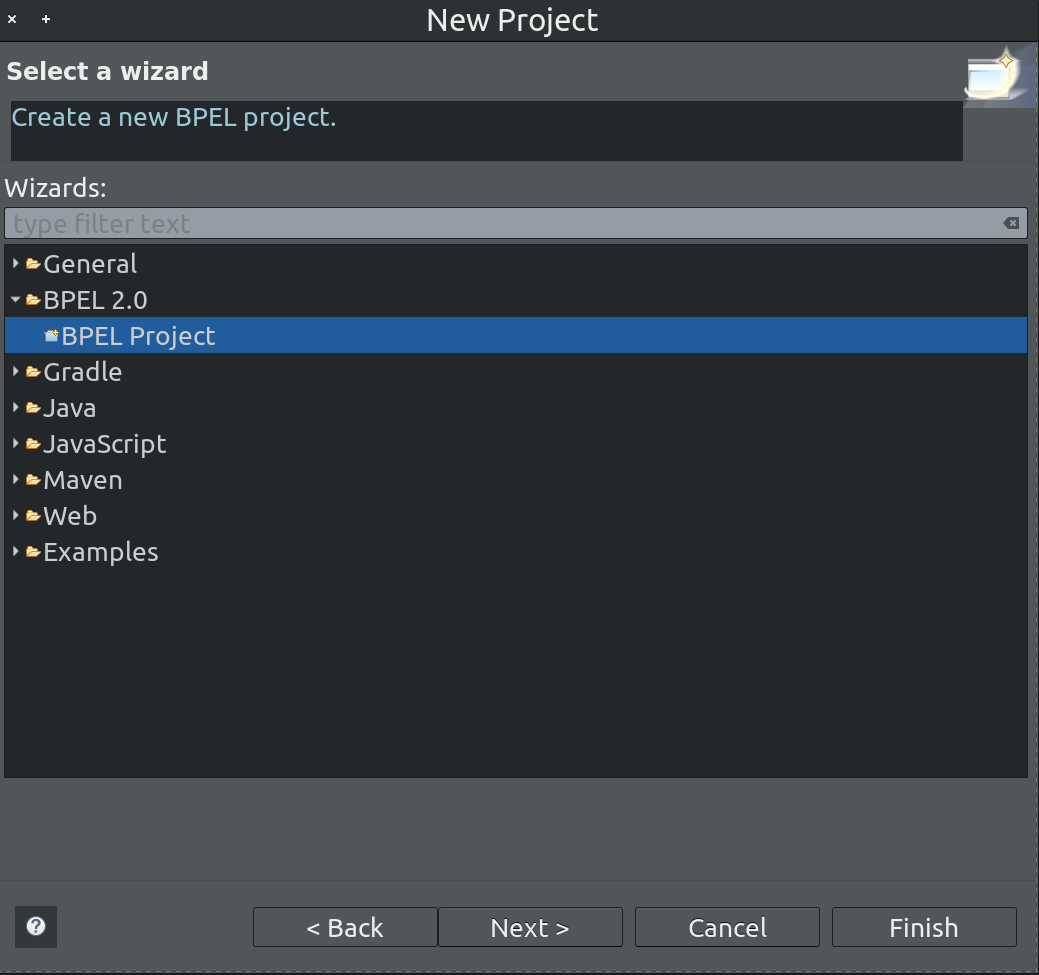 New Project
Select a wizard
Create a new BPEL project.
Wizards:
type filter text
General
BPEL 2.0
BPEL Project
Gradle
Java
JavaScript
Maven
Web
Examples
< Back Next > Cancel Finish